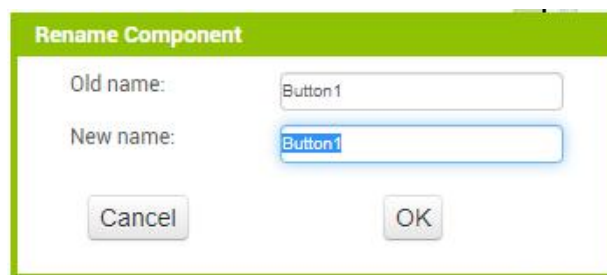 Rename Component
Old name: Button1
New name: Button1
Cancel OK